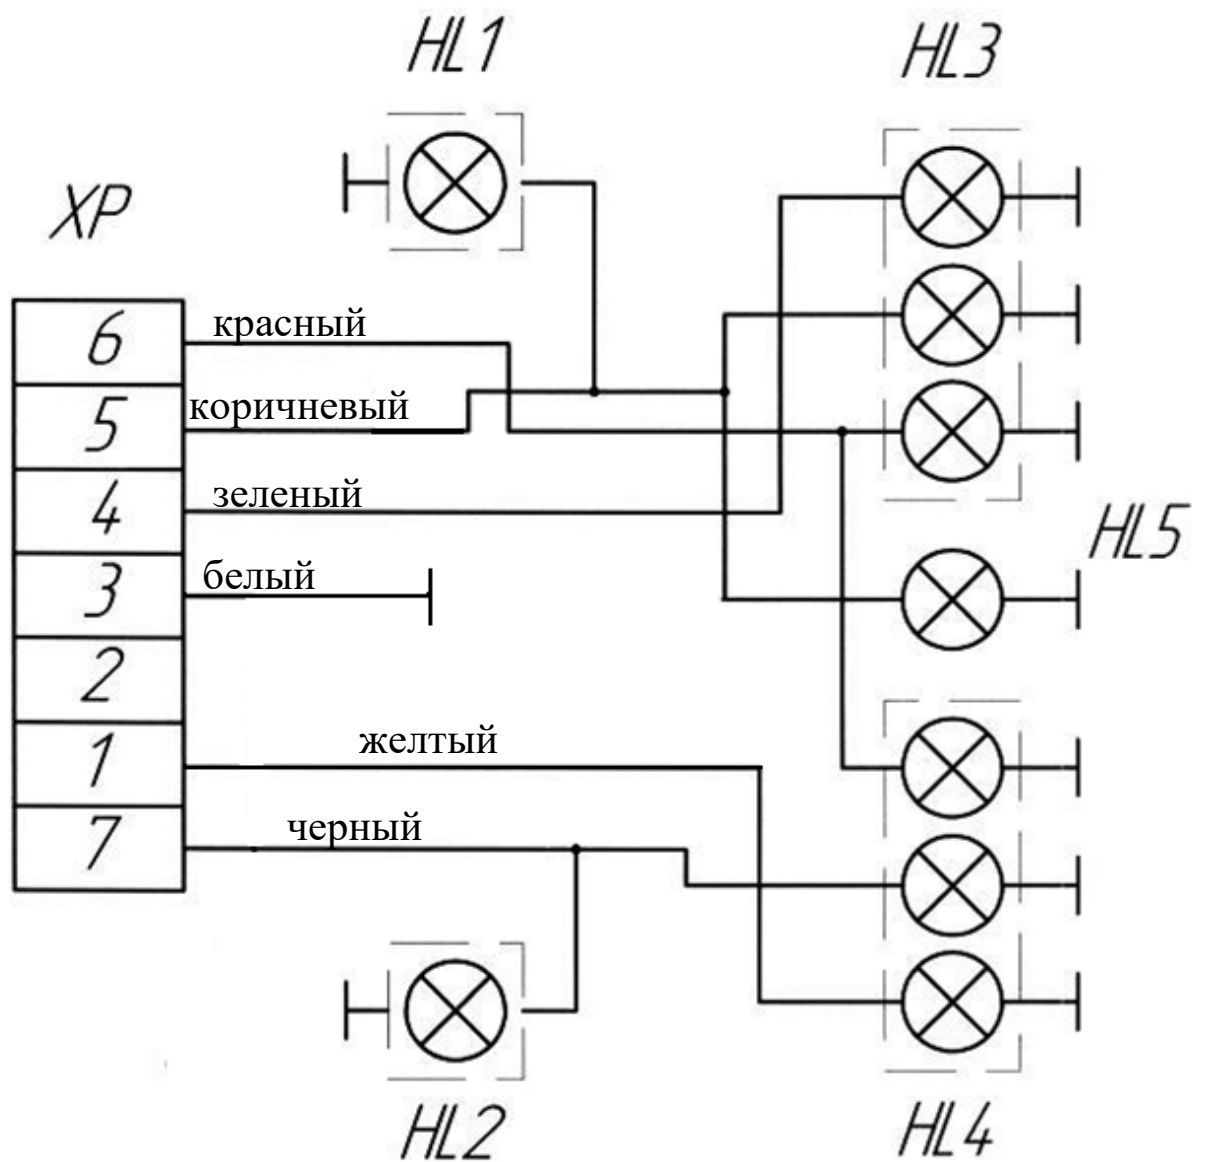 HL1
HL3
XP
6 красный
5 коричневый
4 зеленый
3 белый
HL5
2
1 желтый
7 черный
HL2
HL4